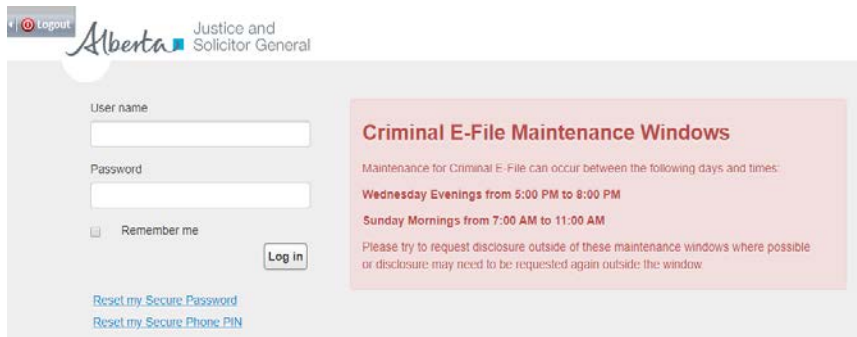 Logout
Alberta
Justice and
Solicitor General
User name
Password
Remember me
Log in
Reset my Secure Password
Reset my Secure Phone PIN
Criminal E-File Maintenance Windows
Maintenance for Criminal E-File can occur between the following days and times:
Wednesday Evenings from 5:00 PM to 8:00 PM
Sunday Mornings from 7:00 AM to 11:00 AM
Please try to request disclosure outside of these maintenance windows where possible
or disclosure may need to be requested again outside the window